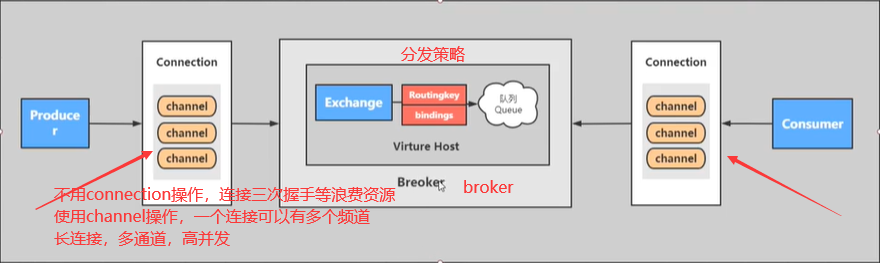 分发策略
Connection
Connection
Exchange
Routingkey
bindings
队列
Queue
Producer
channel
channel
channel
channel
channel
channel
Consumer
Virture Host
Breoker
broker
不用connection操作，连接三次握手等浪费资源
使用channel操作，一个连接可以有多个频道
长连接，多通道，高并发